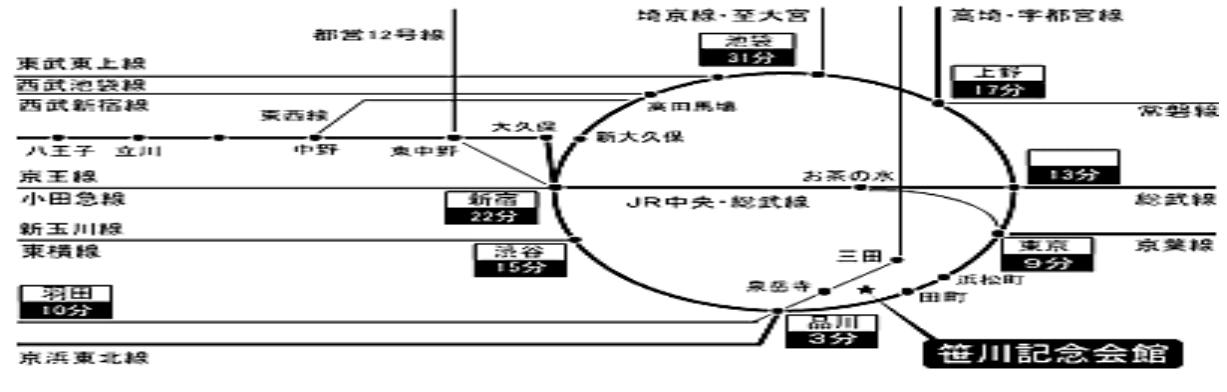 埼京線・至大宮
高埼・宇都宮線
都営12号線
池袋
31分
東武東上線
西武池袋線
西武新宿線
上野
17分
常磐線
高田馬場
東西線
大久保
新大久保
八王子
立川
中野
東中野
13分
京王線
小田急線
新宿
22分
お茶の水
JR中央・総武線
総武線
新玉川線
東横線
渋谷
15分
三田
東京
9分
京葉線
羽田
10分
泉岳寺
浜松町
田町
品川
3分
笹川記念会館
京浜東北線